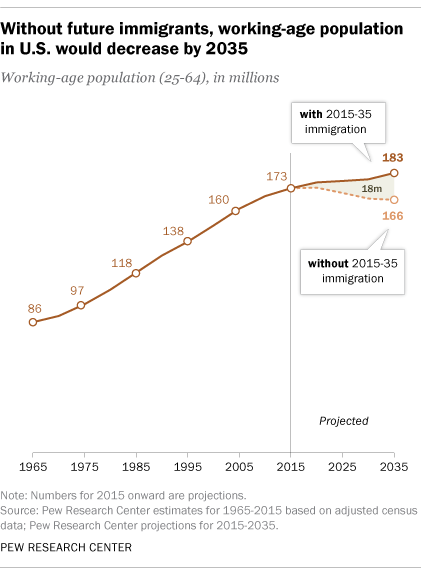 Without future immigrants, working-age population
in U.S. would decrease by 2035
Working-age population (25-64), in millions
with 2015-35
immigration
183
173
18m
160
166
138
without 2015-35
immigration
118
97
86
Projected
1965 1975 1985 1995 2005 2015 2025 2035
Note: Numbers for 2015 onward are projections.
Source: Pew Research Center estimates for 1965-2015 based on adjusted census
data; Pew Research Center projections for 2015-2035.
PEW RESEARCH CENTER